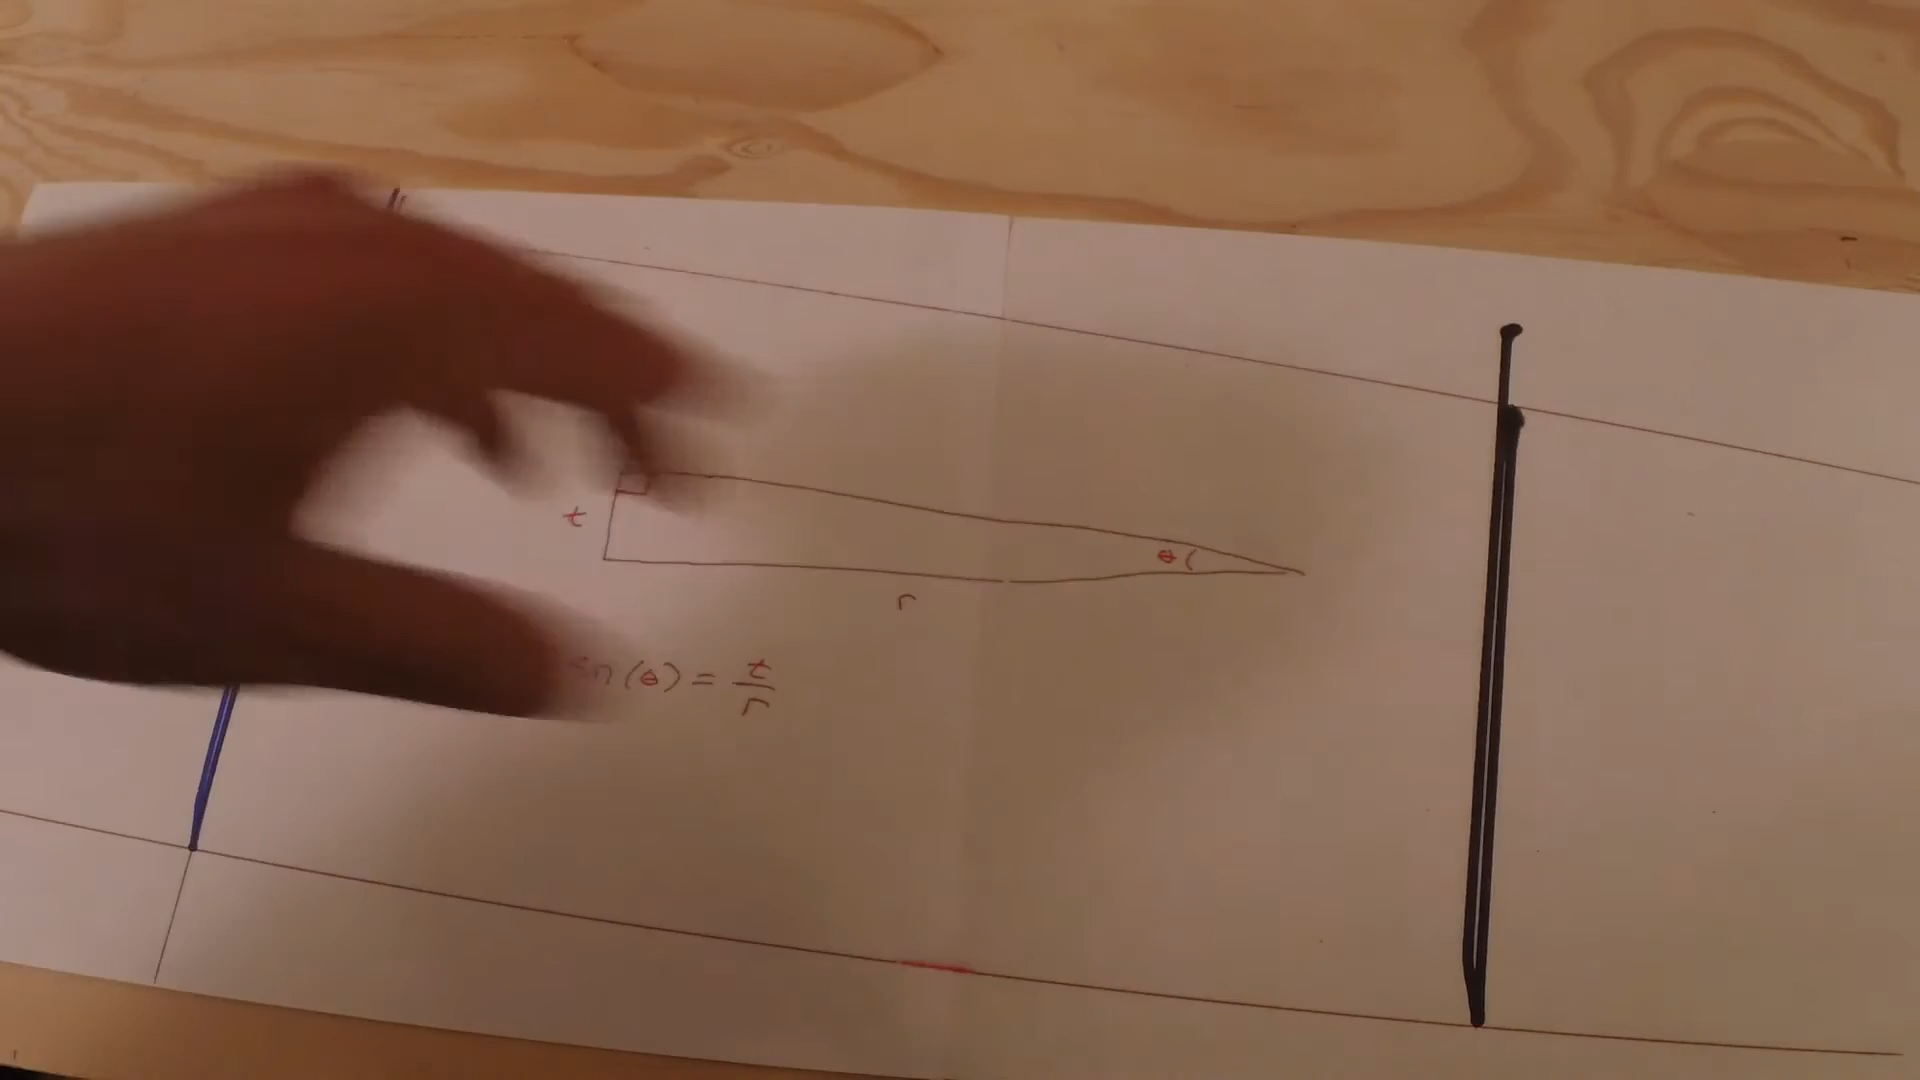 t
θ
r
(θ) = t/r